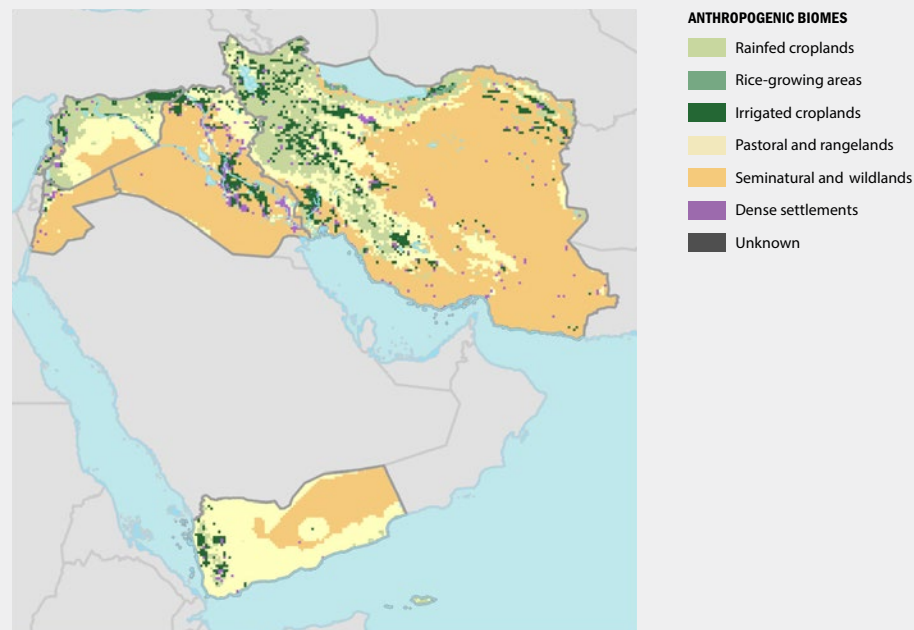 ANTHROPOGENIC BIOMES
Rainfed croplands
Rice-growing areas
Irrigated croplands
Pastoral and rangelands
Seminatural and wildlands
Dense settlements
Unknown